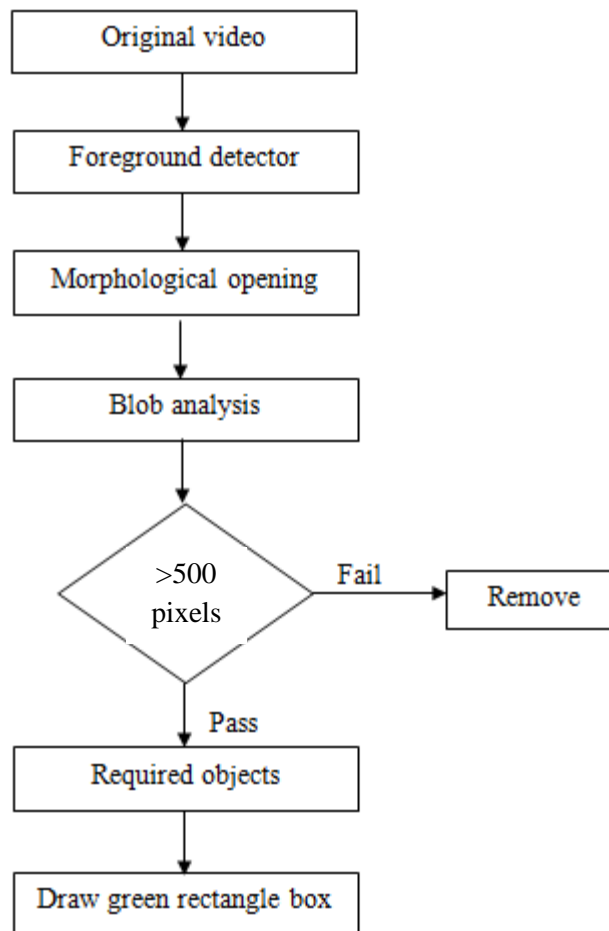 Original video
Foreground detector
Morphological opening
Blob analysis
>500
pixels
Fail
Remove
Pass
Required objects
Draw green rectangle box